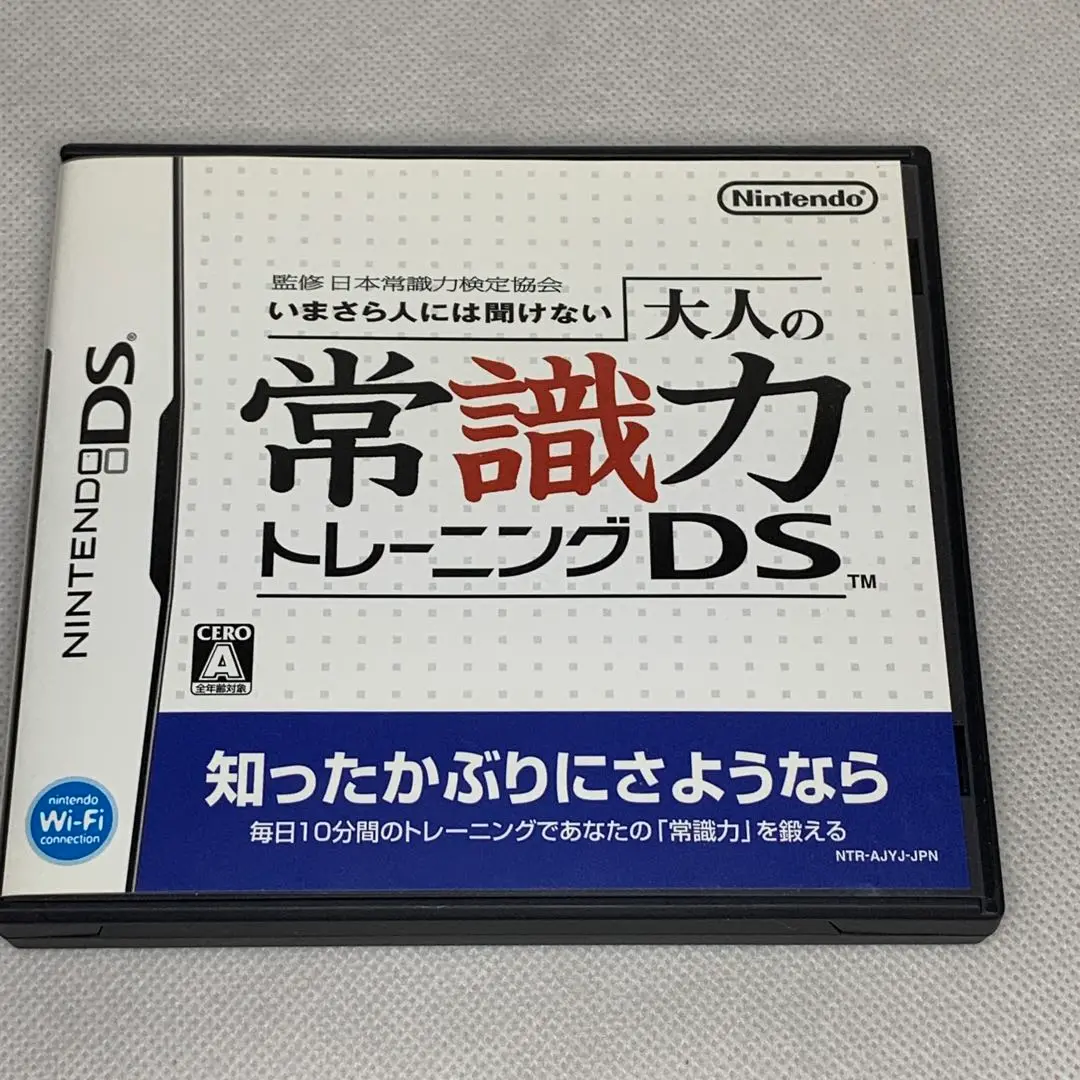 Nintendo®
監修 日本常識力検定協会
いまさら人には聞けない
大人の
常識力
トレーニングDS™
CERO
A
全年齢対象
知ったかぶりにさようなら
毎日10分間のトレーニングであなたの「常識力」を鍛える
NTR-AJYJ-JPN
NINTENDO DS®
nintendo
Wi-Fi
connection